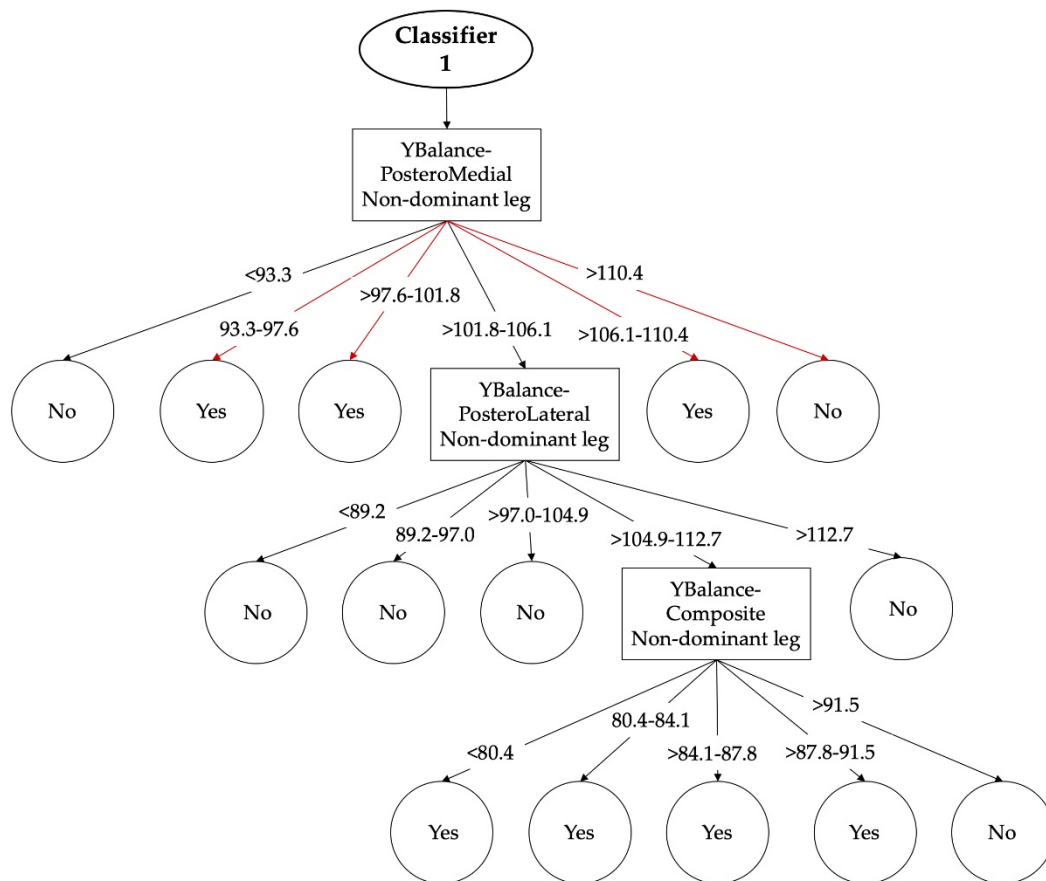 Classifier
1
YBalance-
PosteroMedial
Non-dominant leg
<93.3
93.3-97.6
>97.6-101.8
>101.8-106.1
>106.1-110.4
>110.4
No
Yes
Yes
Yes
No
YBalance-
PosteroLateral
Non-dominant leg
<89.2
89.2-97.0
>97.0-104.9
>104.9-112.7
>112.7
No
No
No
No
YBalance-
Composite
Non-dominant leg
<80.4
80.4-84.1
>84.1-87.8
>87.8-91.5
>91.5
Yes
Yes
Yes
Yes
No